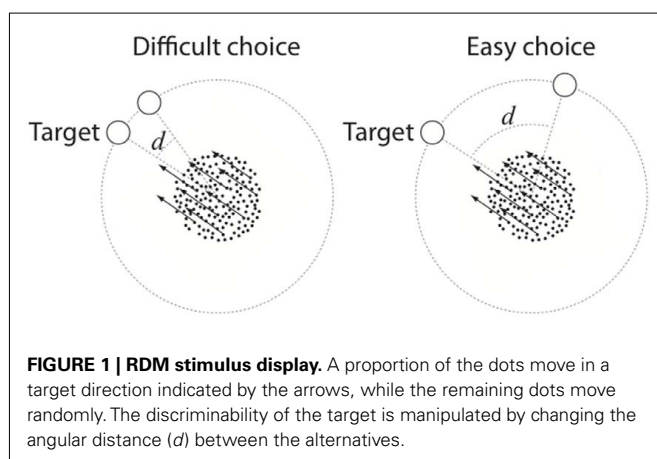 Difficult choice
Easy choice
Target
d
Target
d
FIGURE 1 | RDM stimulus display. A proportion of the dots move in a
target direction indicated by the arrows, while the remaining dots move
randomly. The discriminability of the target is manipulated by changing the
angular distance (d) between the alternatives.